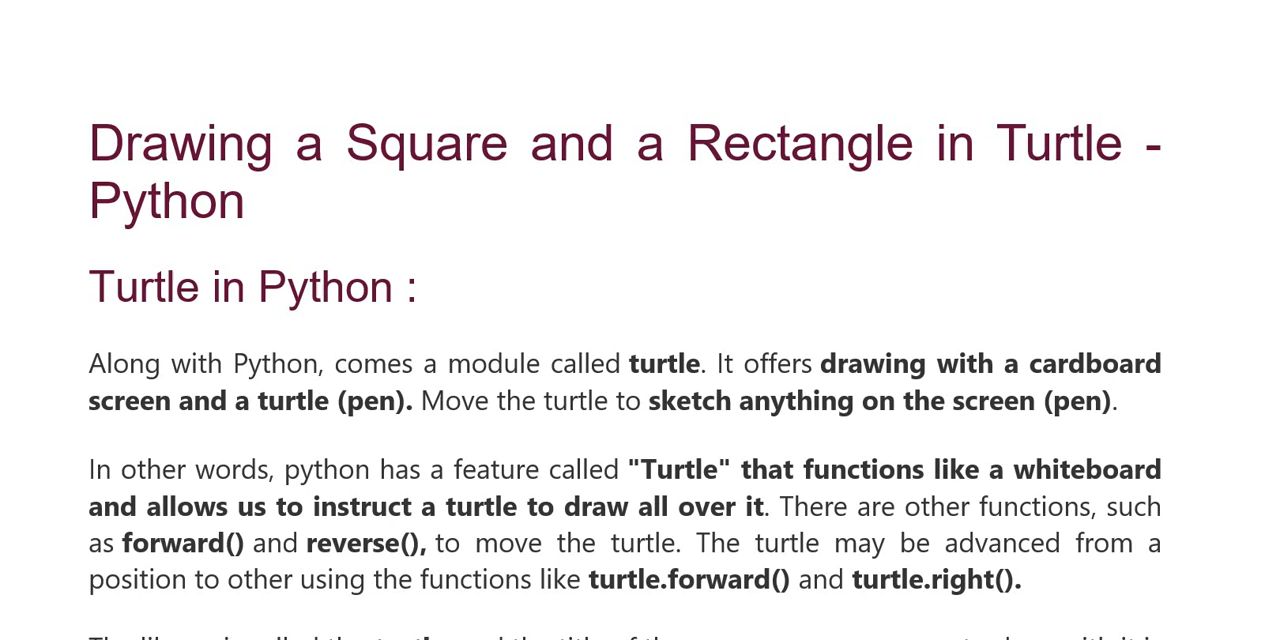 Drawing a Square and a Rectangle in Turtle -
Python
Turtle in Python :
Along with Python, comes a module called turtle. It offers drawing with a cardboard
screen and a turtle (pen). Move the turtle to sketch anything on the screen (pen).
In other words, python has a feature called "Turtle" that functions like a whiteboard
and allows us to instruct a turtle to draw all over it. There are other functions, such
as forward() and reverse(), to move the turtle. The turtle may be advanced from a
position to other using the functions like turtle.forward() and turtle.right().